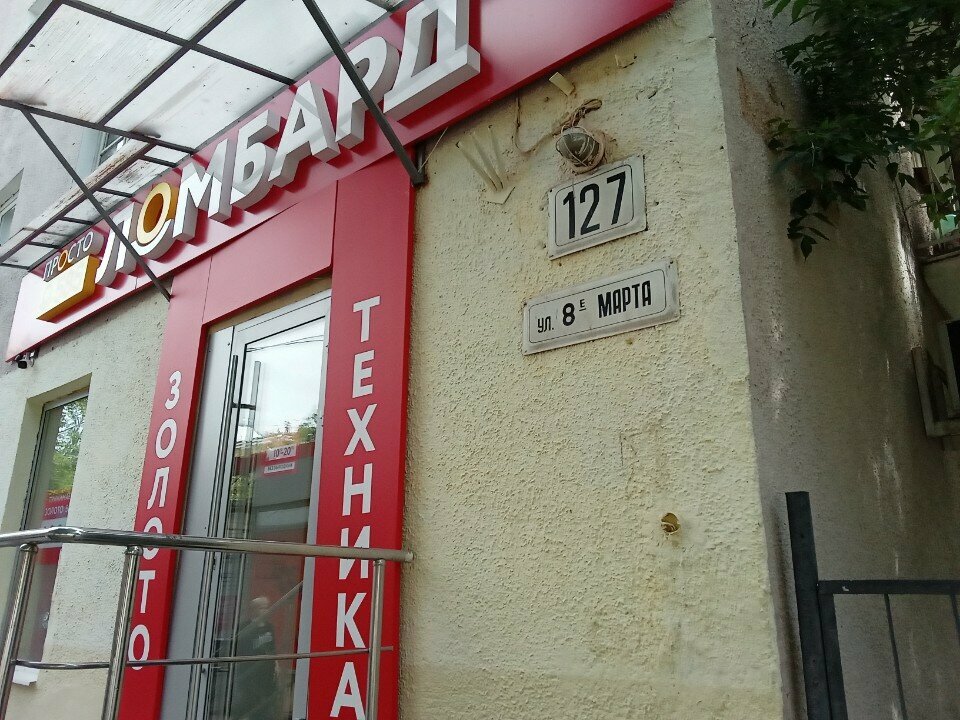 ПРОСТО
ЛОМБАРД
ЗОЛОТО
ТЕХНИКА
127
УЛ. 8Е МАРТА